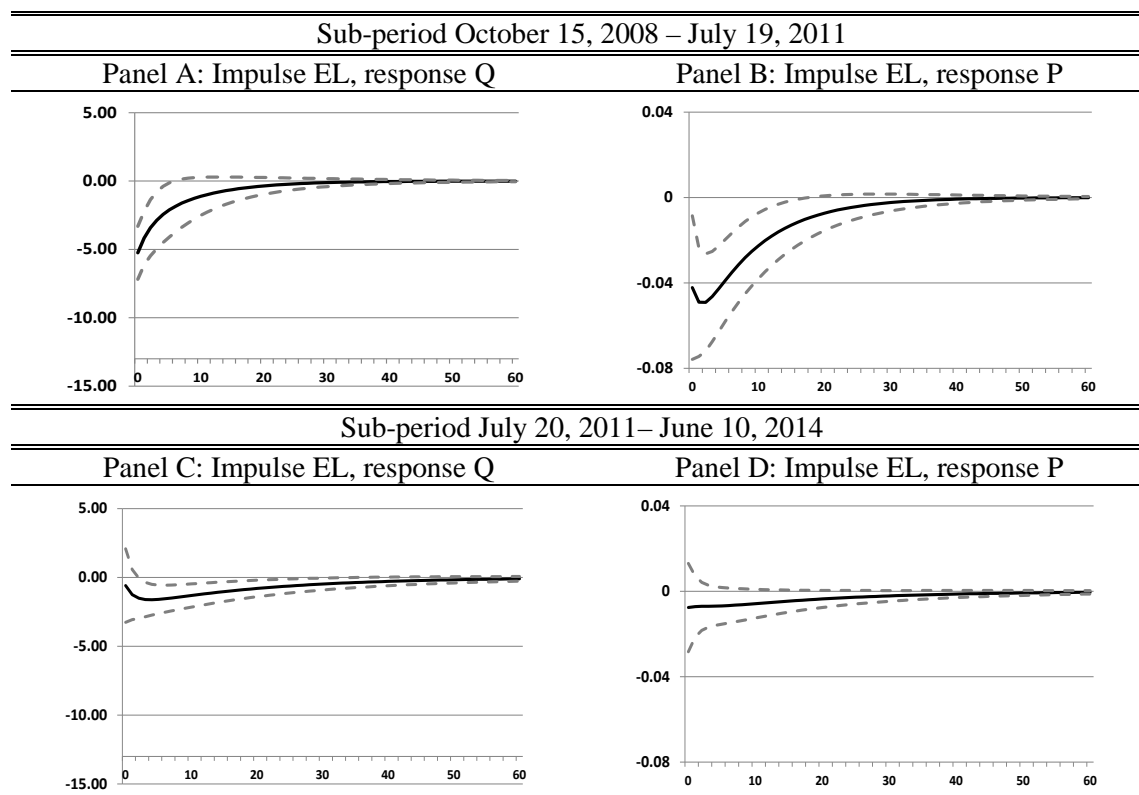 Sub-period October 15, 2008 – July 19, 2011
Panel A: Impulse EL, response Q
Panel B: Impulse EL, response P
5.00
0.00
-5.00
-10.00
-15.00
0 10 20 30 40 50 60
0.04
0
-0.04
-0.08
0 10 20 30 40 50 60
Sub-period July 20, 2011– June 10, 2014
Panel C: Impulse EL, response Q
Panel D: Impulse EL, response P
5.00
0.00
-5.00
-10.00
-15.00
0 10 20 30 40 50 60
0.04
0
-0.04
-0.08
0 10 20 30 40 50 60